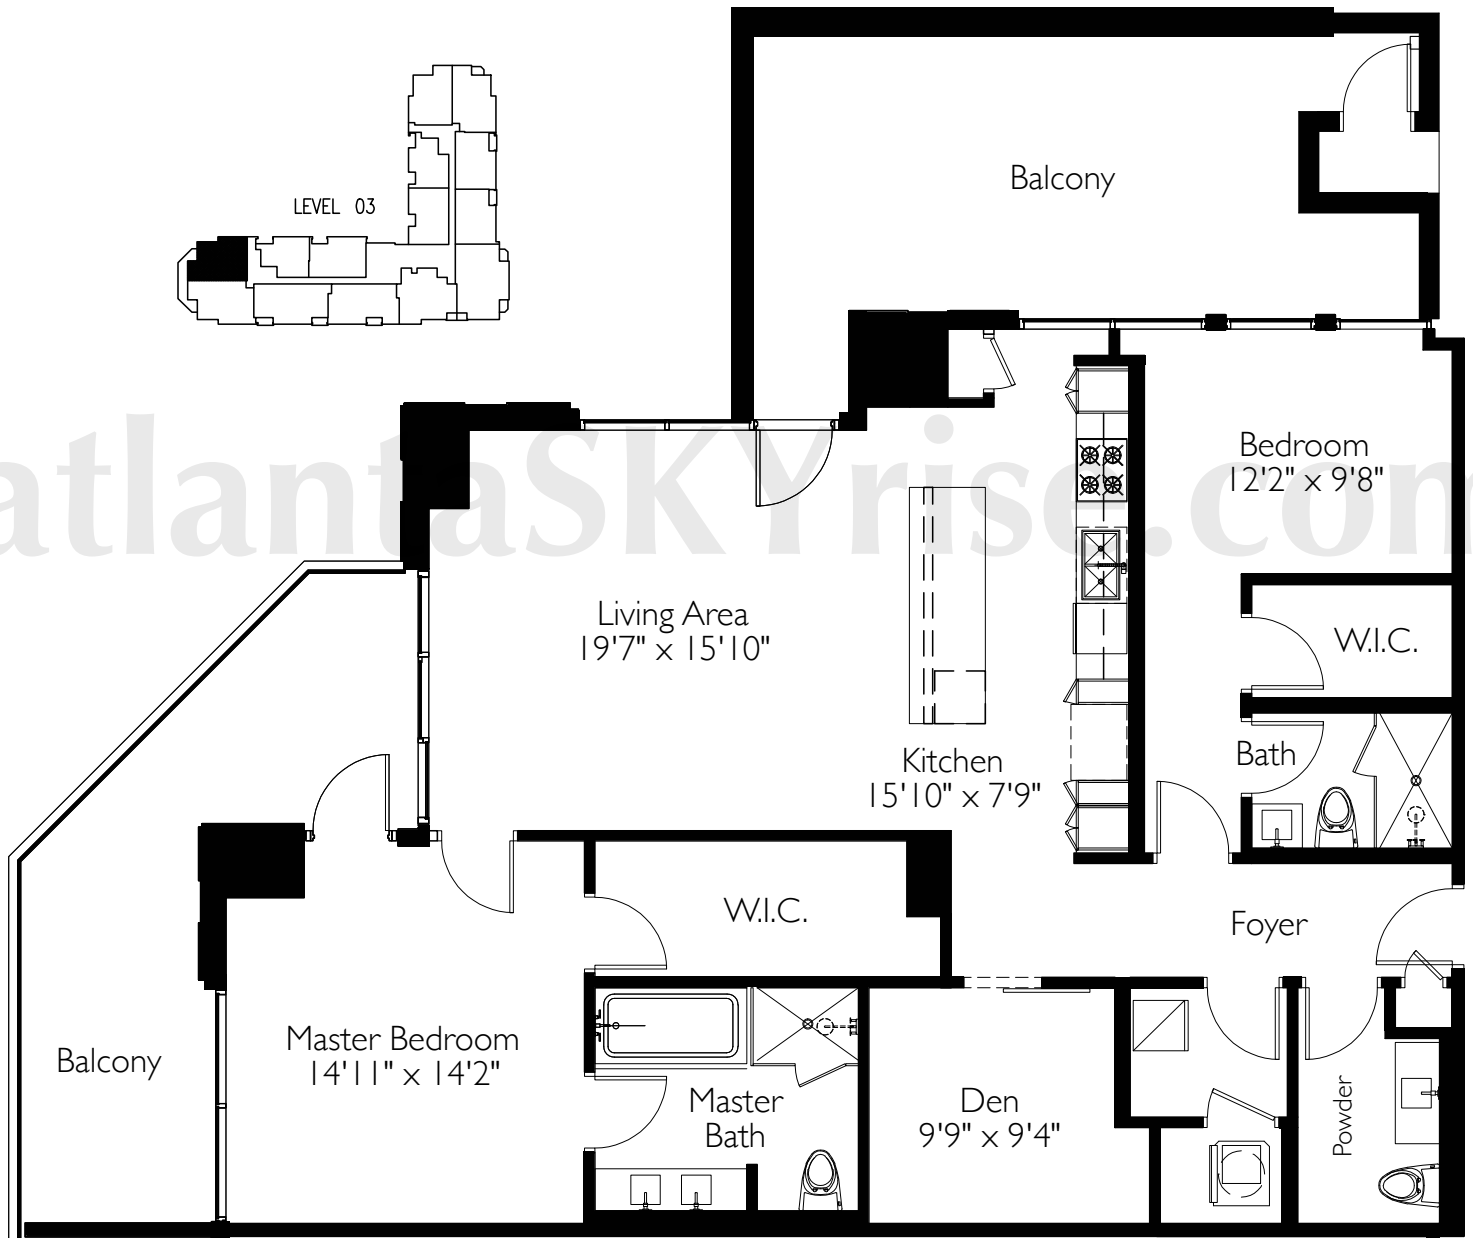 Balcony
LEVEL 03
atlantaSKYrise.com
Bedroom
12'2" x 9'8"
Living Area
19'7" x 15'10"
W.I.C.
Kitchen
15'10" x 7'9"
Bath
W.I.C.
Foyer
Balcony
Master Bedroom
14'11" x 14'2"
Master
Bath
Den
9'9" x 9'4"
Powder